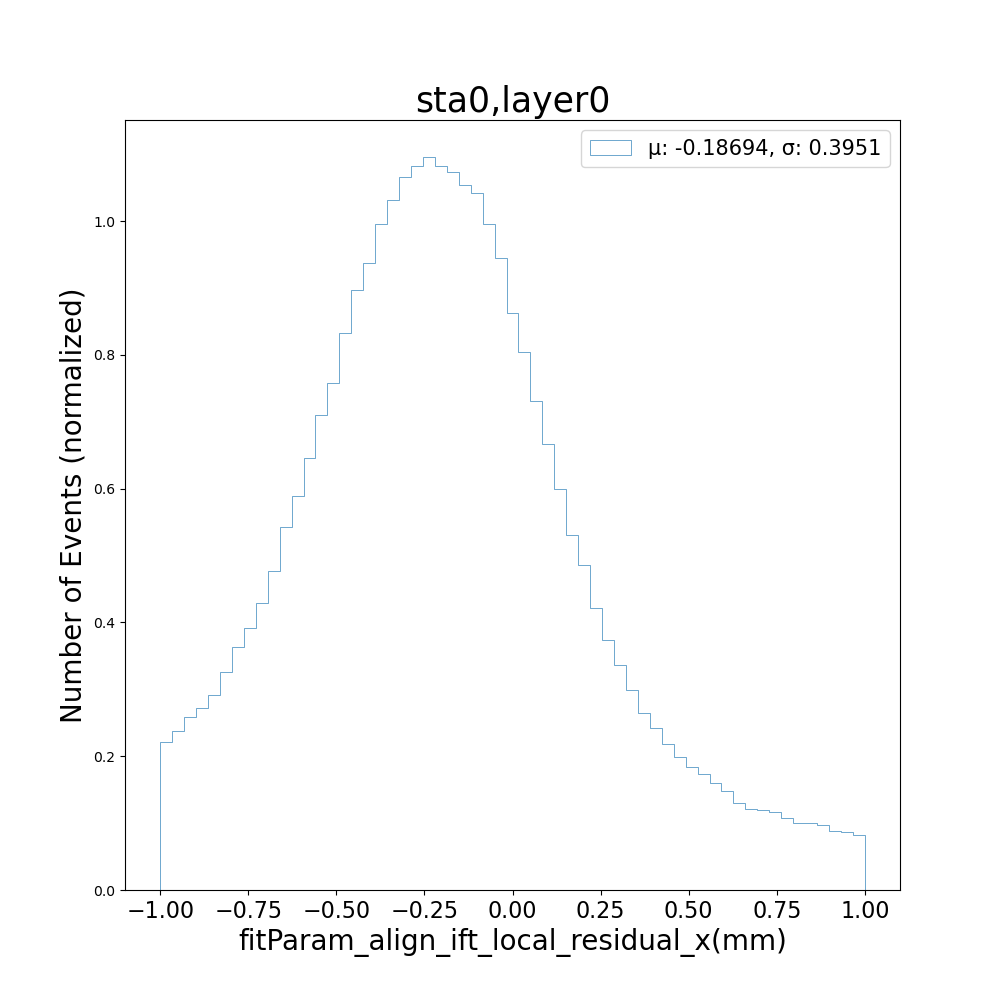 sta0,layer0
μ: -0.18694, σ: 0.3951
Number of Events (normalized)
1.0
0.8
0.6
0.4
0.2
0.0
−1.00 −0.75 −0.50 −0.25 0.00 0.25 0.50 0.75 1.00
fitParam_align_ift_local_residual_x(mm)